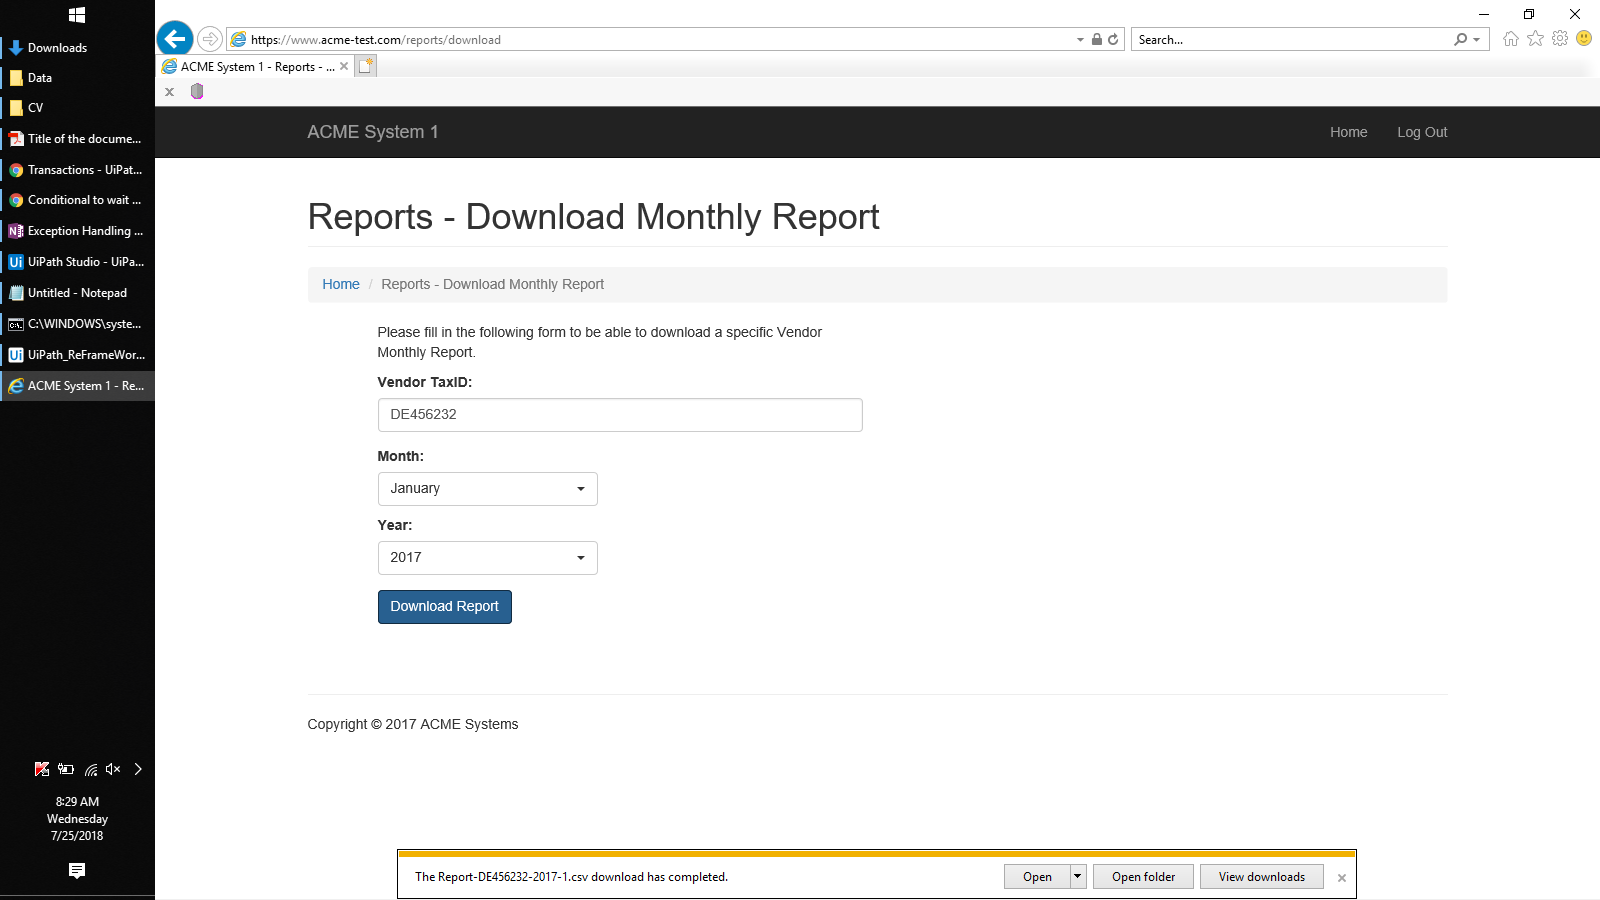 Downloads
Data
CV
Title of the docume...
Transactions - UiPat...
Conditional to wait ...
Exception Handling ...
UiPath Studio - UiPa...
Untitled - Notepad
C:\WINDOWS\syste...
UiPath_ReFrameWor...
ACME System 1 - Re...
8:29 AM
Wednesday
7/25/2018
https://www.acme-test.com/reports/download
Search...
ACME System 1 - Reports - ...
ACME System 1
Home
Log Out
Reports - Download Monthly Report
Home / Reports - Download Monthly Report
Please fill in the following form to be able to download a specific Vendor
Monthly Report.
Vendor TaxID:
DE456232
Month:
January
Year:
2017
Download Report
Copyright © 2017 ACME Systems
The Report-DE456232-2017-1.csv download has completed.
Open
Open folder
View downloads